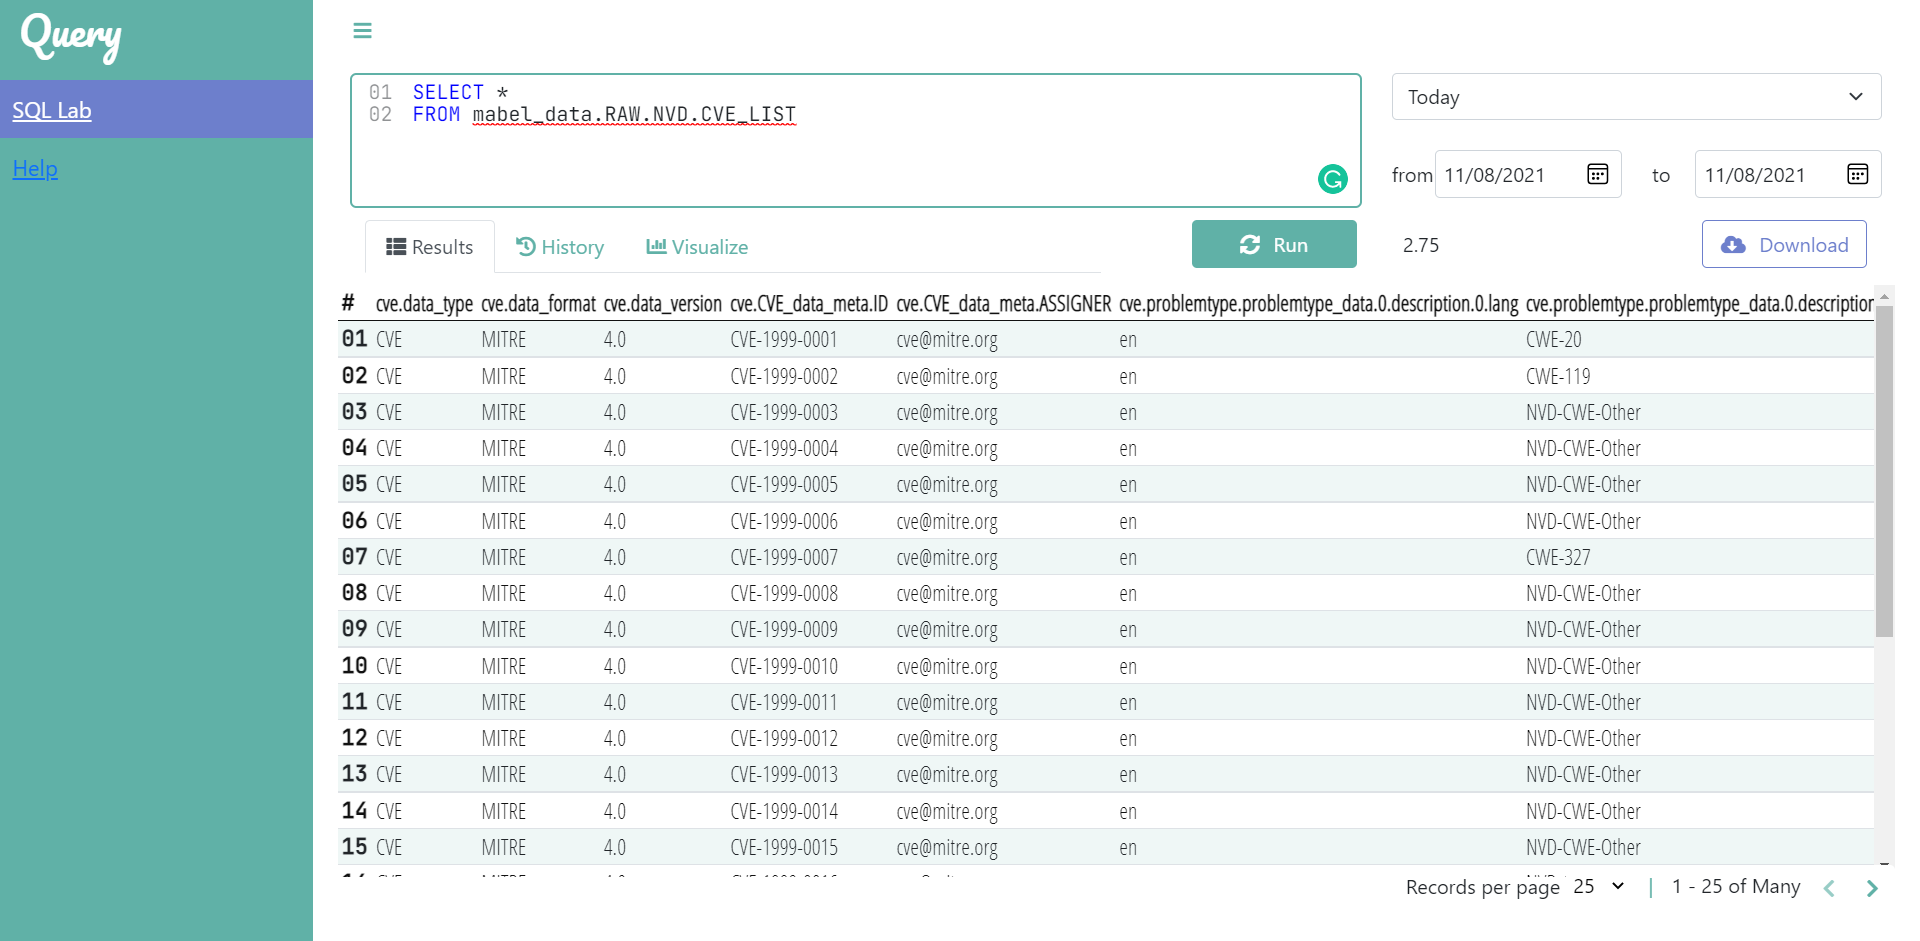 Query
SQL Lab
Help
01 SELECT *
02 FROM mabel_data.RAW.NVD.CVE_LIST
Today
from 11/08/2021 to 11/08/2021
Results History Visualize Run 2.75 Download
# cve.data_type cve.data_format cve.data_version cve.CVE_data_meta.ID cve.CVE_data_meta.ASSIGNER cve.problemtype.problemtype_data.0.description.0.lang cve.problemtype.problemtype_data.0.description
01 CVE MITRE 4.0 CVE-1999-0001 cve@mitre.org en CWE-20
02 CVE MITRE 4.0 CVE-1999-0002 cve@mitre.org en CWE-119
03 CVE MITRE 4.0 CVE-1999-0003 cve@mitre.org en NVD-CWE-Other
04 CVE MITRE 4.0 CVE-1999-0004 cve@mitre.org en NVD-CWE-Other
05 CVE MITRE 4.0 CVE-1999-0005 cve@mitre.org en NVD-CWE-Other
06 CVE MITRE 4.0 CVE-1999-0006 cve@mitre.org en NVD-CWE-Other
07 CVE MITRE 4.0 CVE-1999-0007 cve@mitre.org en CWE-327
08 CVE MITRE 4.0 CVE-1999-0008 cve@mitre.org en NVD-CWE-Other
09 CVE MITRE 4.0 CVE-1999-0009 cve@mitre.org en NVD-CWE-Other
10 CVE MITRE 4.0 CVE-1999-0010 cve@mitre.org en NVD-CWE-Other
11 CVE MITRE 4.0 CVE-1999-0011 cve@mitre.org en NVD-CWE-Other
12 CVE MITRE 4.0 CVE-1999-0012 cve@mitre.org en NVD-CWE-Other
13 CVE MITRE 4.0 CVE-1999-0013 cve@mitre.org en NVD-CWE-Other
14 CVE MITRE 4.0 CVE-1999-0014 cve@mitre.org en NVD-CWE-Other
15 CVE MITRE 4.0 CVE-1999-0015 cve@mitre.org en NVD-CWE-Other
Records per page 25 | 1 - 25 of Many